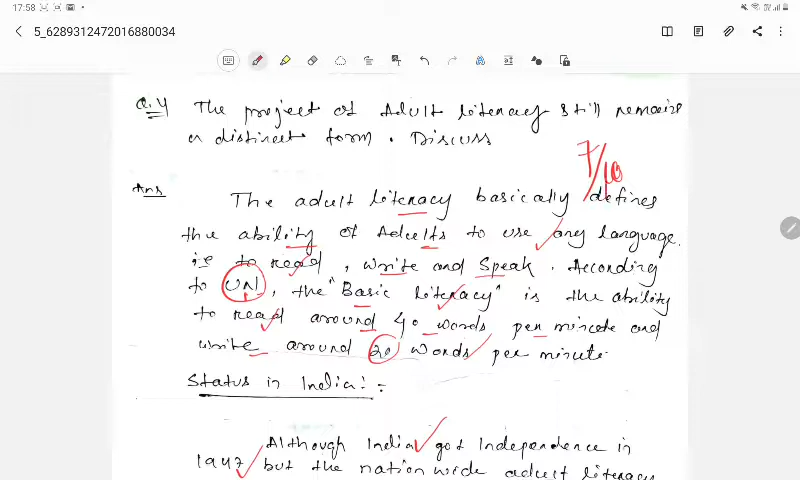 17:58
5_6289312472016880034
Q.4 The project of Adult literacy still remains
a distinct form. Discuss
7/10
Ans The adult literacy basically defines
the ability of Adults to use any language.
ie to read, write and speak. According
to UN, the "Basic literacy" is the ability
to read around 40 words per minute and
write around 20 words per minute.
Status in India :-
Although India got Independence in
1947 but the nation wide adult literacy